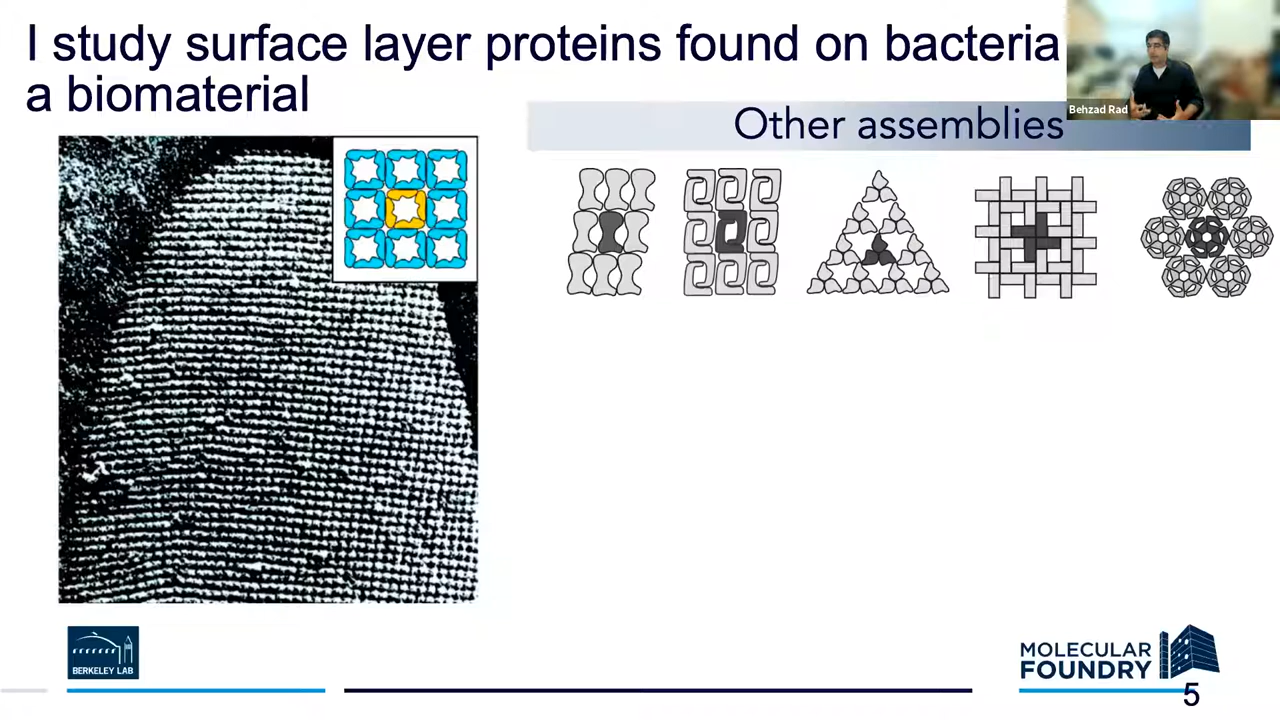 I study surface layer proteins found on bacteria
a biomaterial
Behzad Rad
Other assemblies
BERKELEY LAB
MOLECULAR
FOUNDRY
5